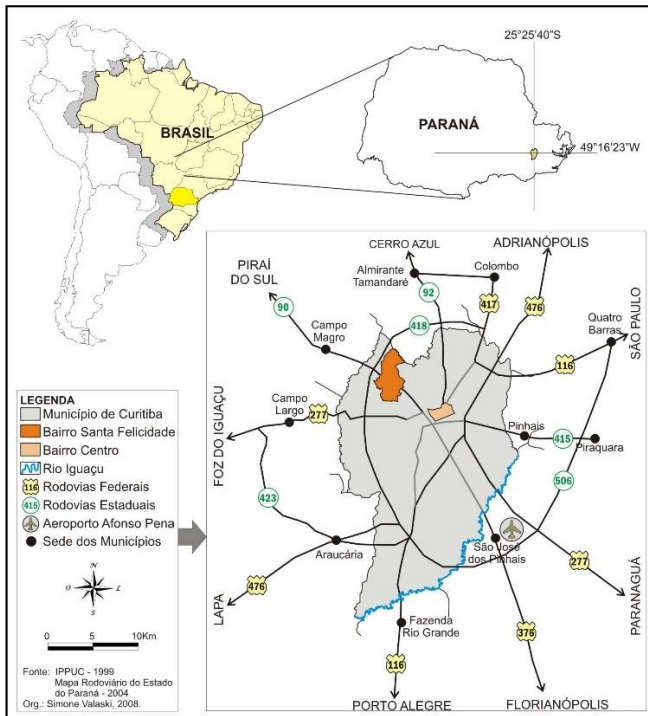 25°25'40"S
BRASIL
PARANÁ
49°16'23"W
CERRO AZUL
ADRIANÓPOLIS
PIRAÍ
DO SUL
Almirante
Tamandaré
Colombo
92
417
476
90
418
Quatro
Barras
SÃO PAULO
Campo
Magro
116
LEGENDA
Município de Curitiba
Bairro Santa Felicidade
Bairro Centro
Rio Iguaçu
116 Rodovias Federais
415 Rodovias Estaduais
Aeroporto Afonso Pena
Sede dos Municípios
N
O L
S
0 5 10Km
Fonte: IPPUC - 1999
Mapa Rodoviário do Estado
do Paraná - 2004
Org.: Simone Valaski, 2008.
FOZ DO IGUAÇU
Campo
Largo
277
Pinhais
415
Piraquara
423
506
Araucária
São José
dos Pinhais
277
PARANAGUÁ
LAPA
476
Fazenda
Rio Grande
116
376
PORTO ALEGRE
FLORIANÓPOLIS